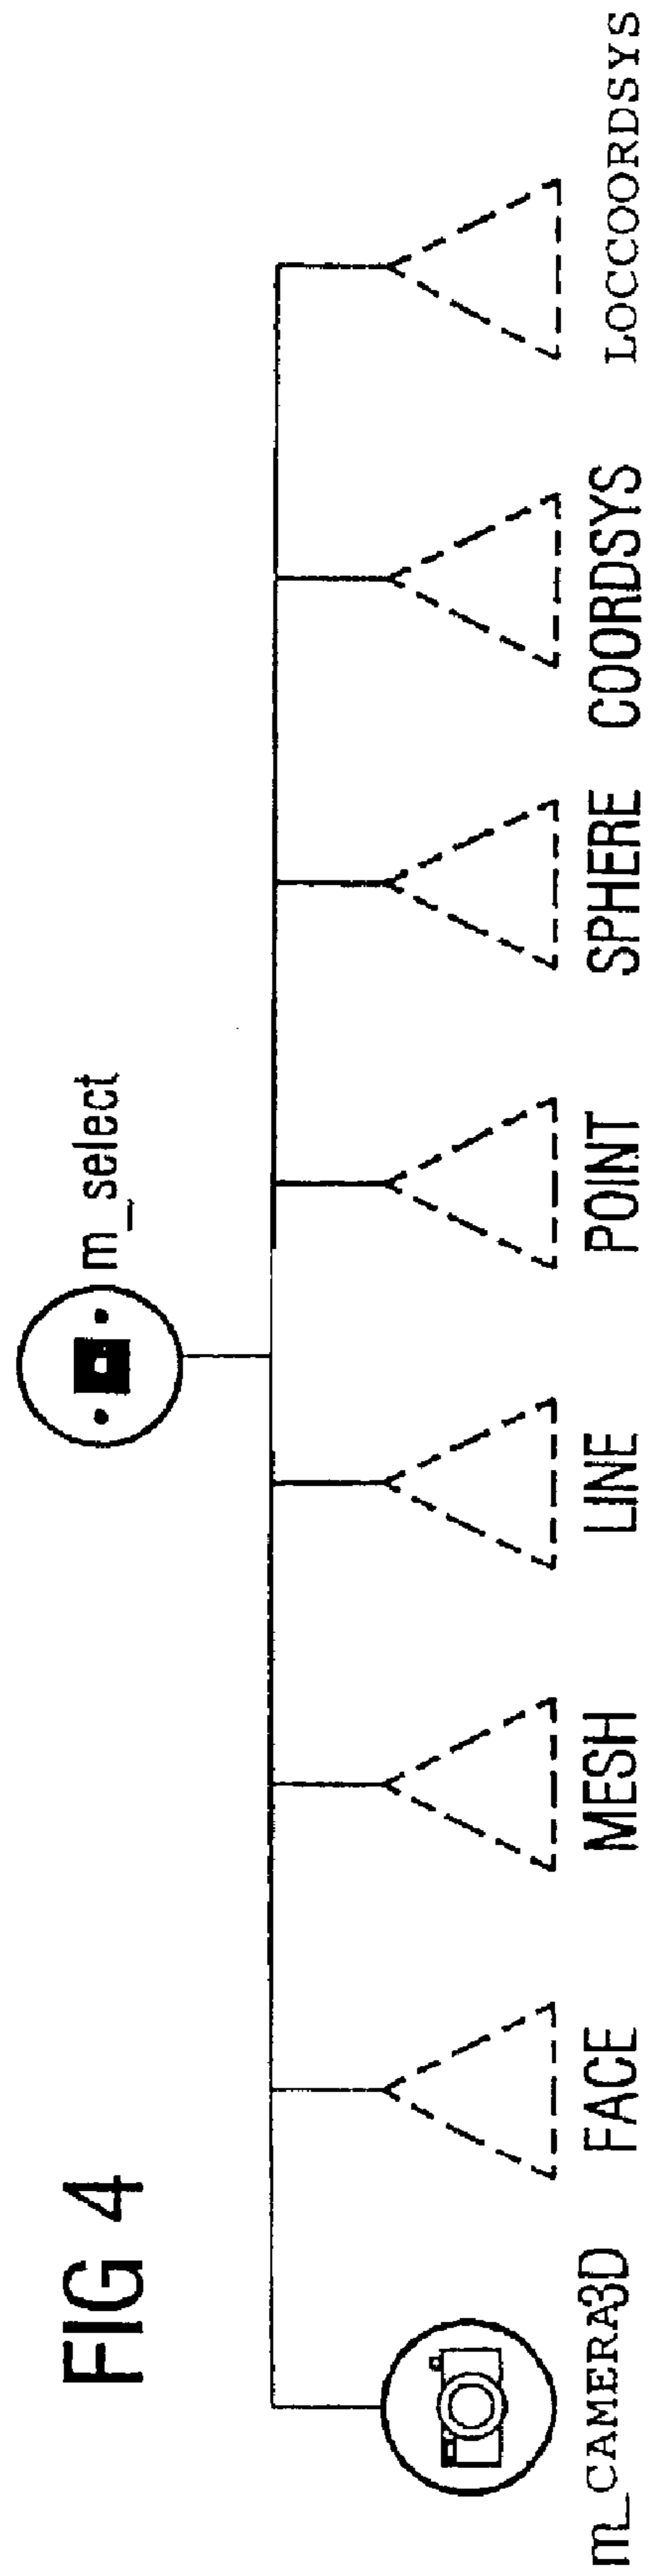 FIG 4
m_select
m_CAMERA3D
FACE
MESH
LINE
POINT
SPHERE
COORDSYS
LOCCOORDSYS